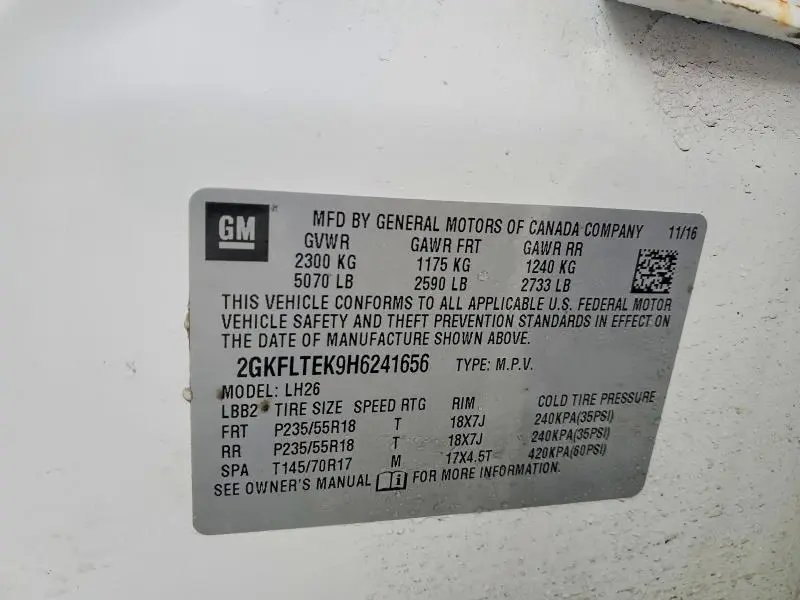 GM MFD BY GENERAL MOTORS OF CANADA COMPANY 11/16
GVWR GAWR FRT GAWR RR
2300 KG 1175 KG 1240 KG
5070 LB 2590 LB 2733 LB
THIS VEHICLE CONFORMS TO ALL APPLICABLE U.S. FEDERAL MOTOR
VEHICLE SAFETY AND THEFT PREVENTION STANDARDS IN EFFECT ON
THE DATE OF MANUFACTURE SHOWN ABOVE.
2GKFLTEK9H6241656 TYPE: M.P.V.
MODEL: LH26
LBB2 TIRE SIZE SPEED RTG RIM COLD TIRE PRESSURE
FRT P235/55R18 T 18X7J 240KPA(35PSI)
RR P235/55R18 T 18X7J 240KPA(35PSI)
SPA T145/70R17 M 17X4.5T 420KPA(60PSI)
SEE OWNER'S MANUAL i FOR MORE INFORMATION.